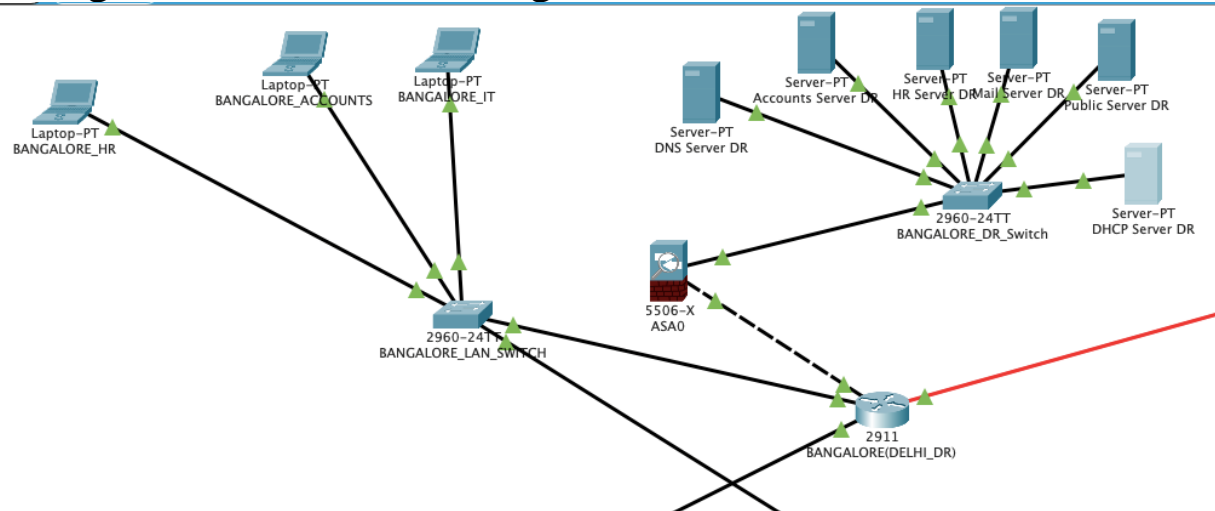 Laptop-PT
BANGALORE_HR
Laptop-PT
BANGALORE_ACCOUNTS
Laptop-PT
BANGALORE_IT
Server-PT
DNS Server DR
Server-PT
Accounts Server DR
Server-PT
HR Server DR
Server-PT
Mail Server DR
Server-PT
Public Server DR
Server-PT
DHCP Server DR
2960-24TT
BANGALORE_DR_Switch
5506-X
ASA0
2960-24TT
BANGALORE_LAN_SWITCH
2911
BANGALORE(DELHI_DR)